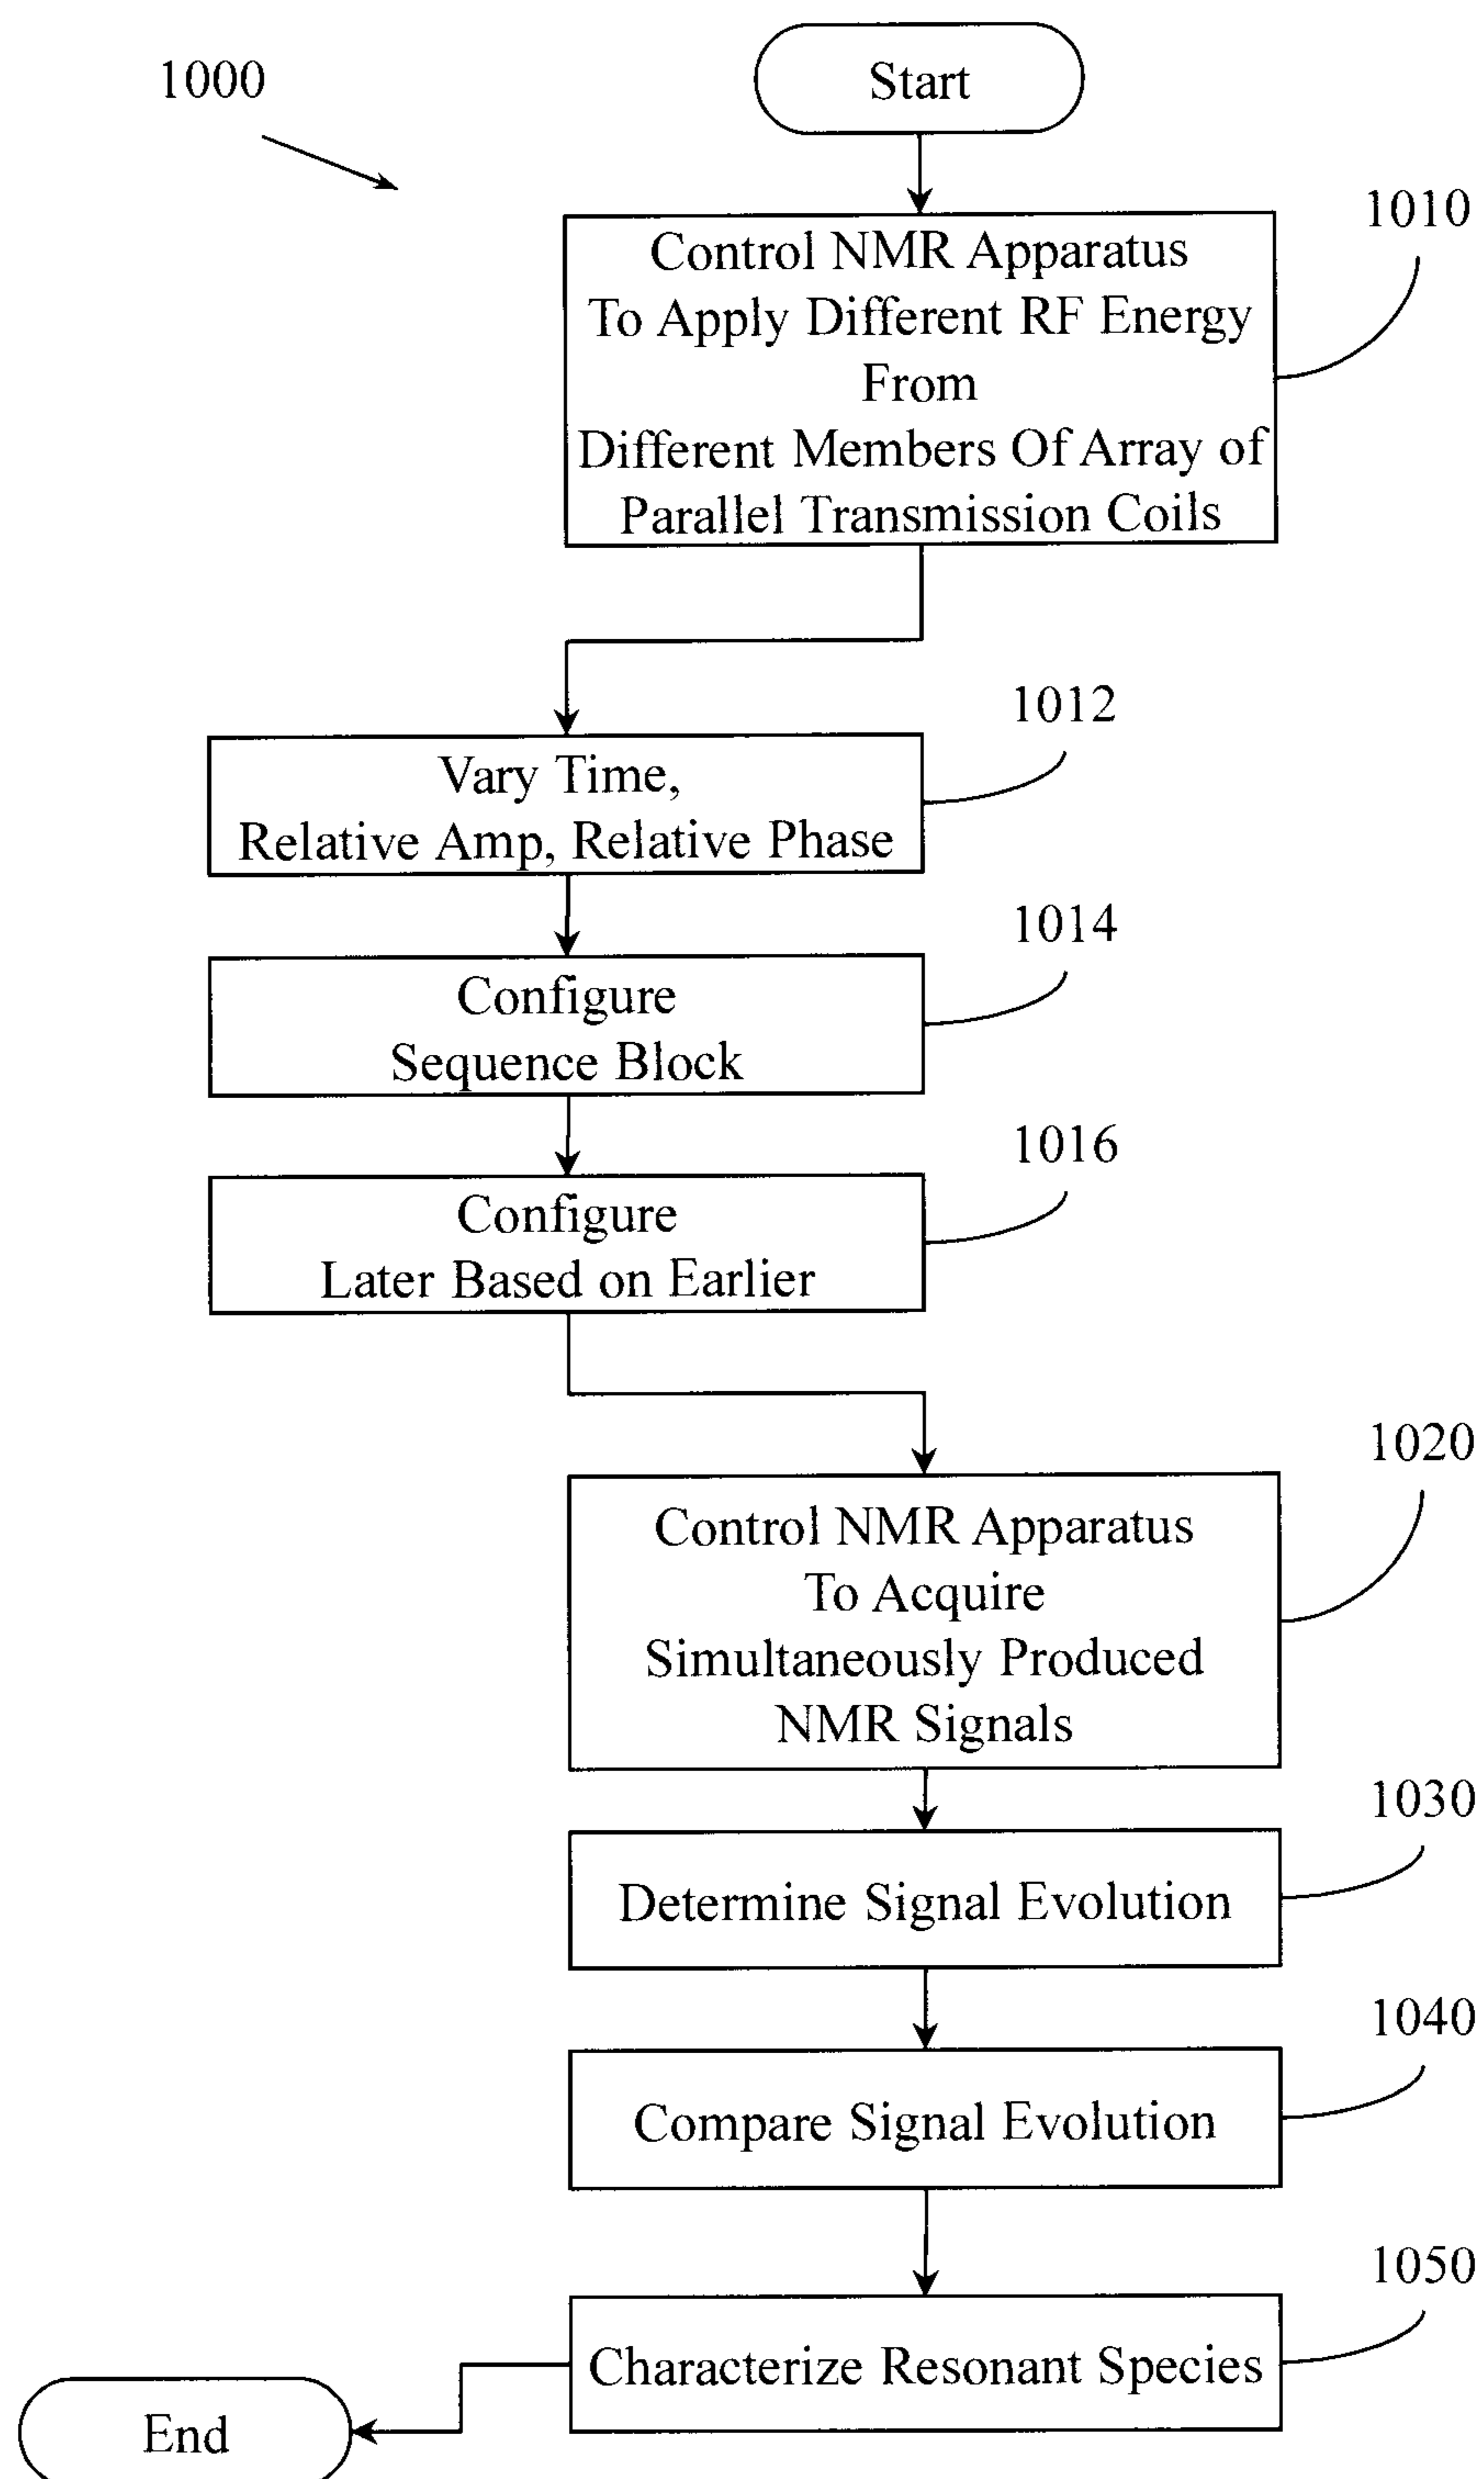 1000
Start
1010
Control NMR Apparatus
To Apply Different RF Energy
From
Different Members Of Array of
Parallel Transmission Coils
1012
Vary Time,
Relative Amp, Relative Phase
1014
Configure
Sequence Block
1016
Configure
Later Based on Earlier
1020
Control NMR Apparatus
To Acquire
Simultaneously Produced
NMR Signals
1030
Determine Signal Evolution
1040
Compare Signal Evolution
1050
Characterize Resonant Species
End